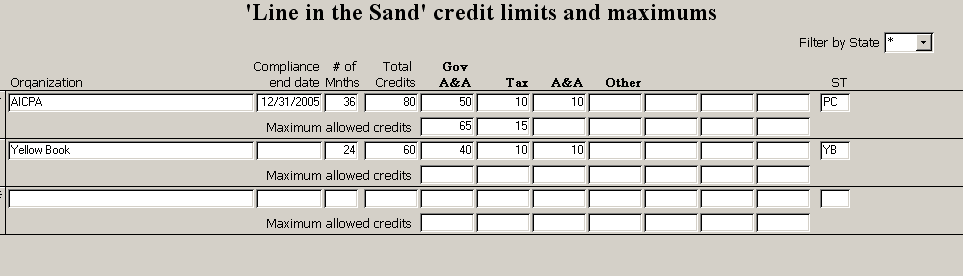 'Line in the Sand' credit limits and maximums
Filter by State *
Compliance # of Total Gov
Organization end date Mnths Credits A&A Tax A&A Other ST
AICPA 12/31/2005 36 80 50 10 10 PC
Maximum allowed credits 65 15
Yellow Book 24 60 40 10 10 YB
Maximum allowed credits
Maximum allowed credits